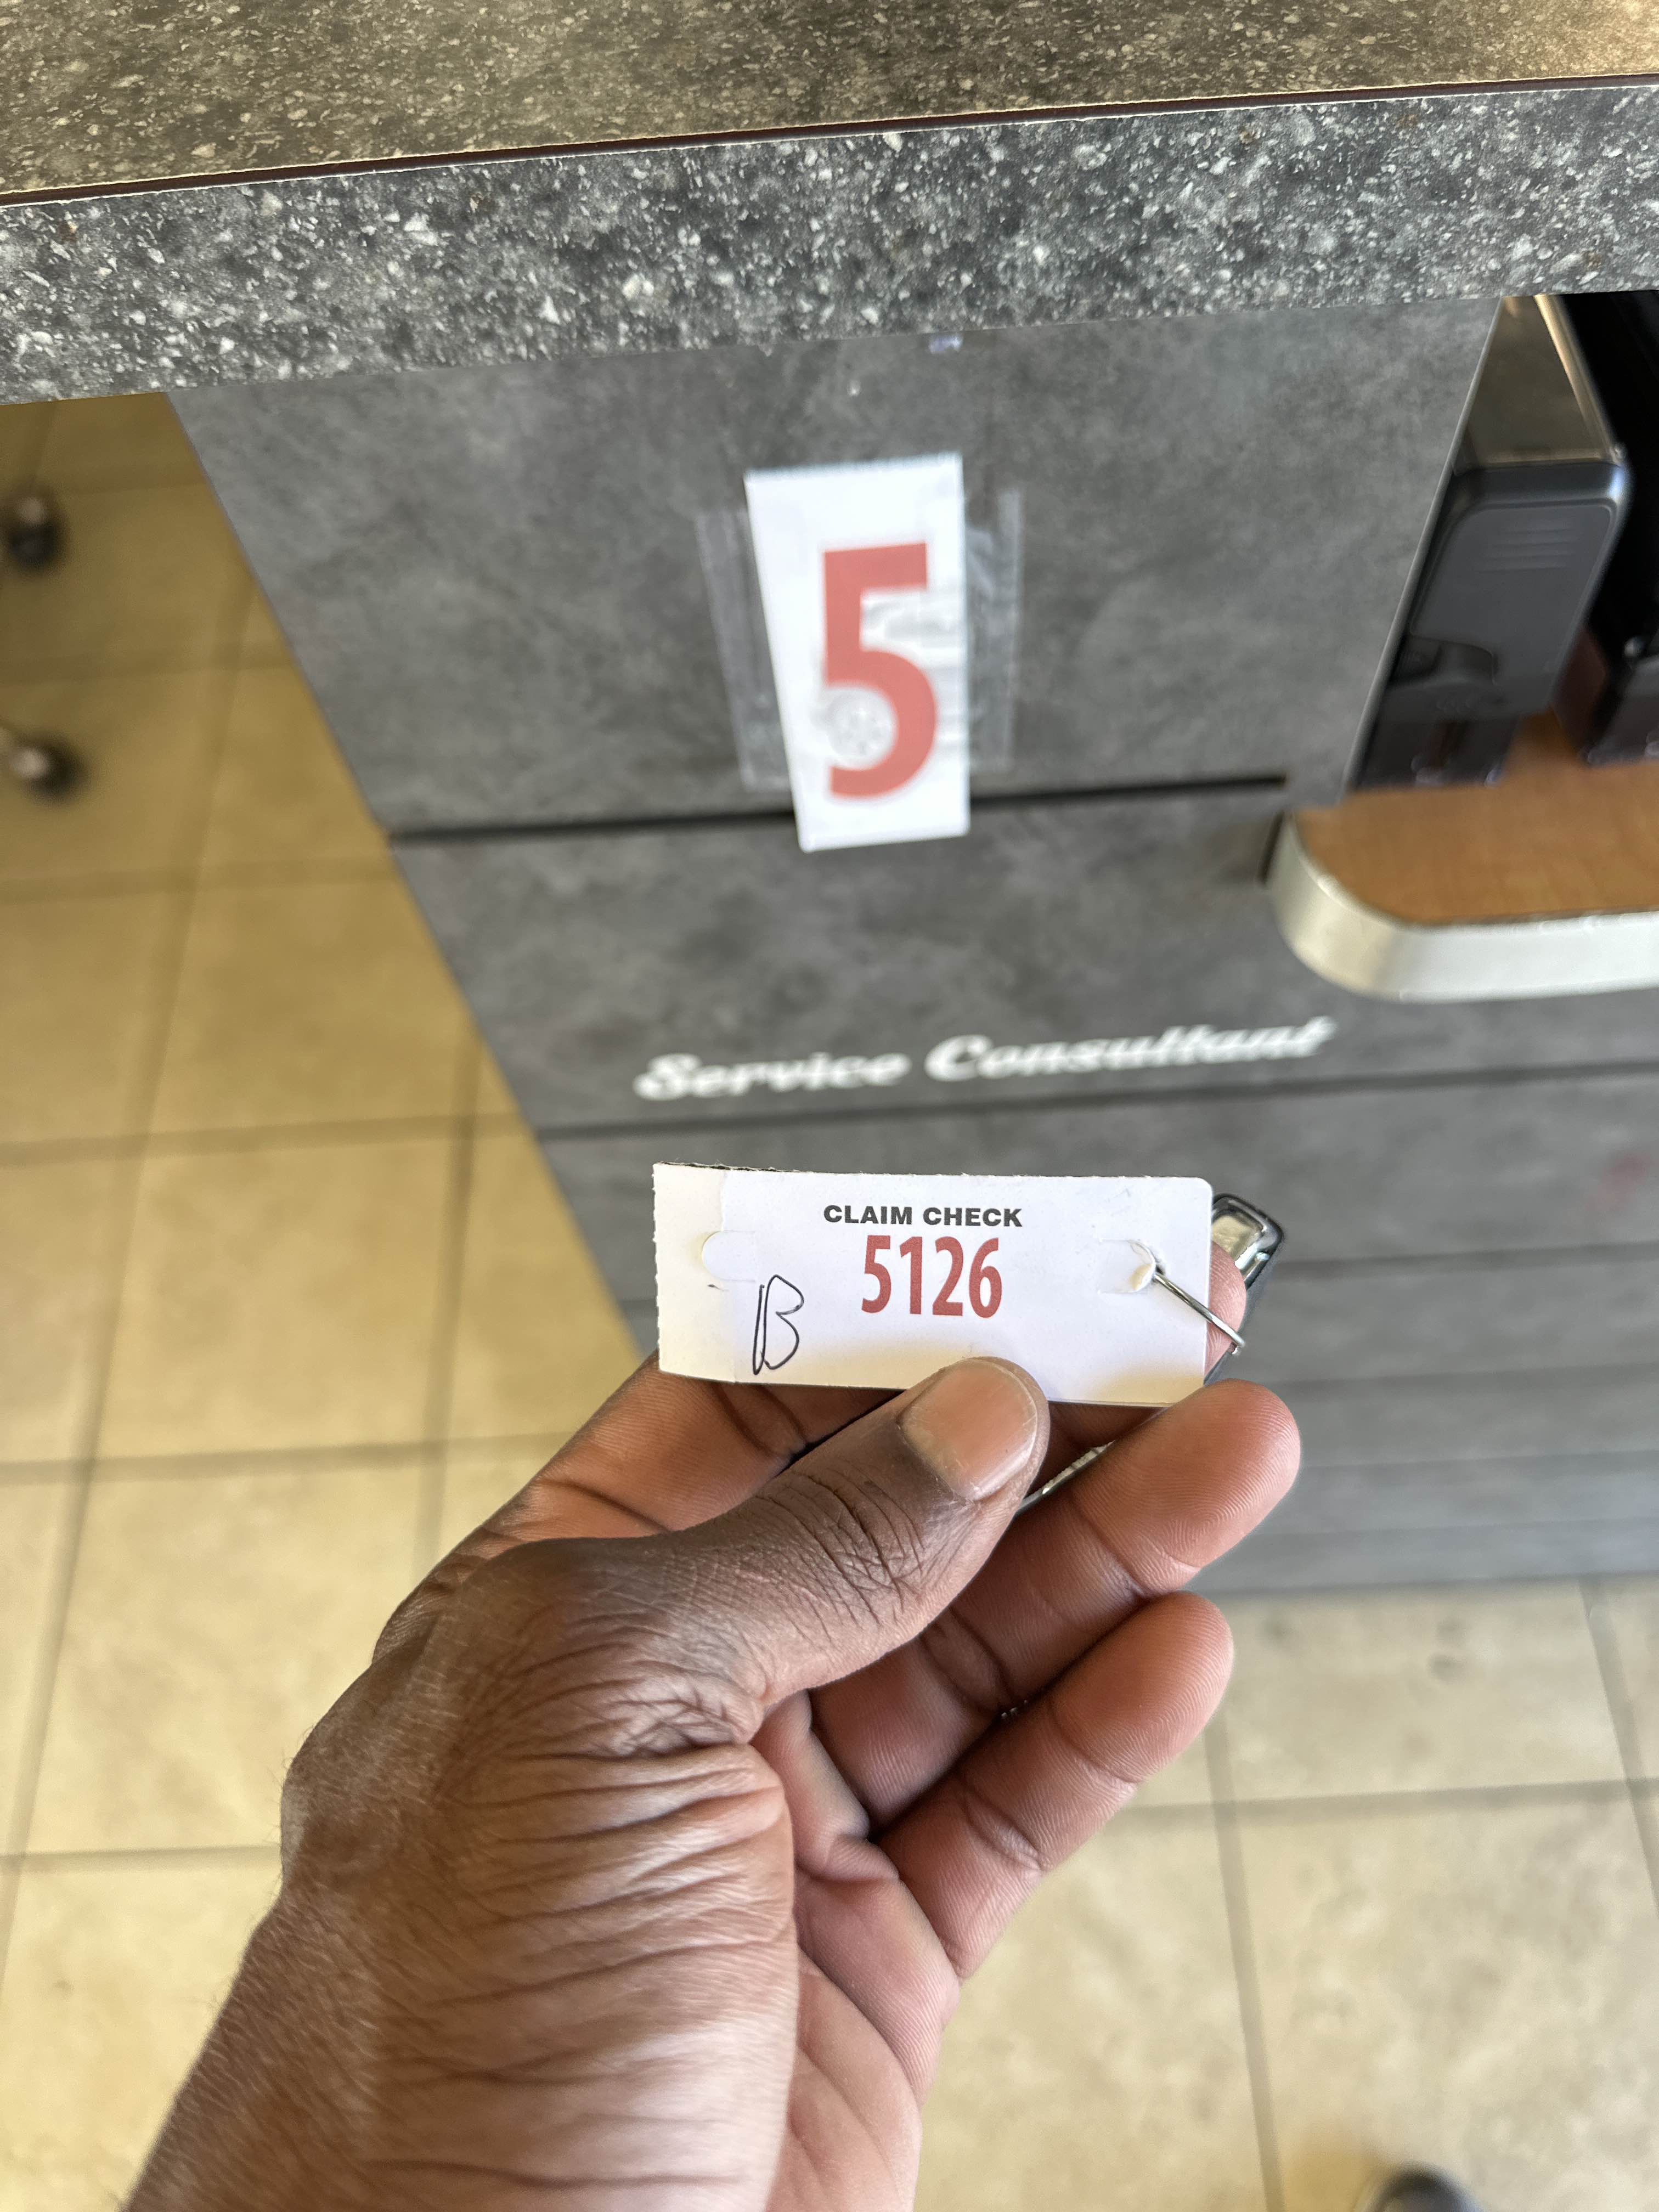 5
Service Consultant
CLAIM CHECK
5126
B